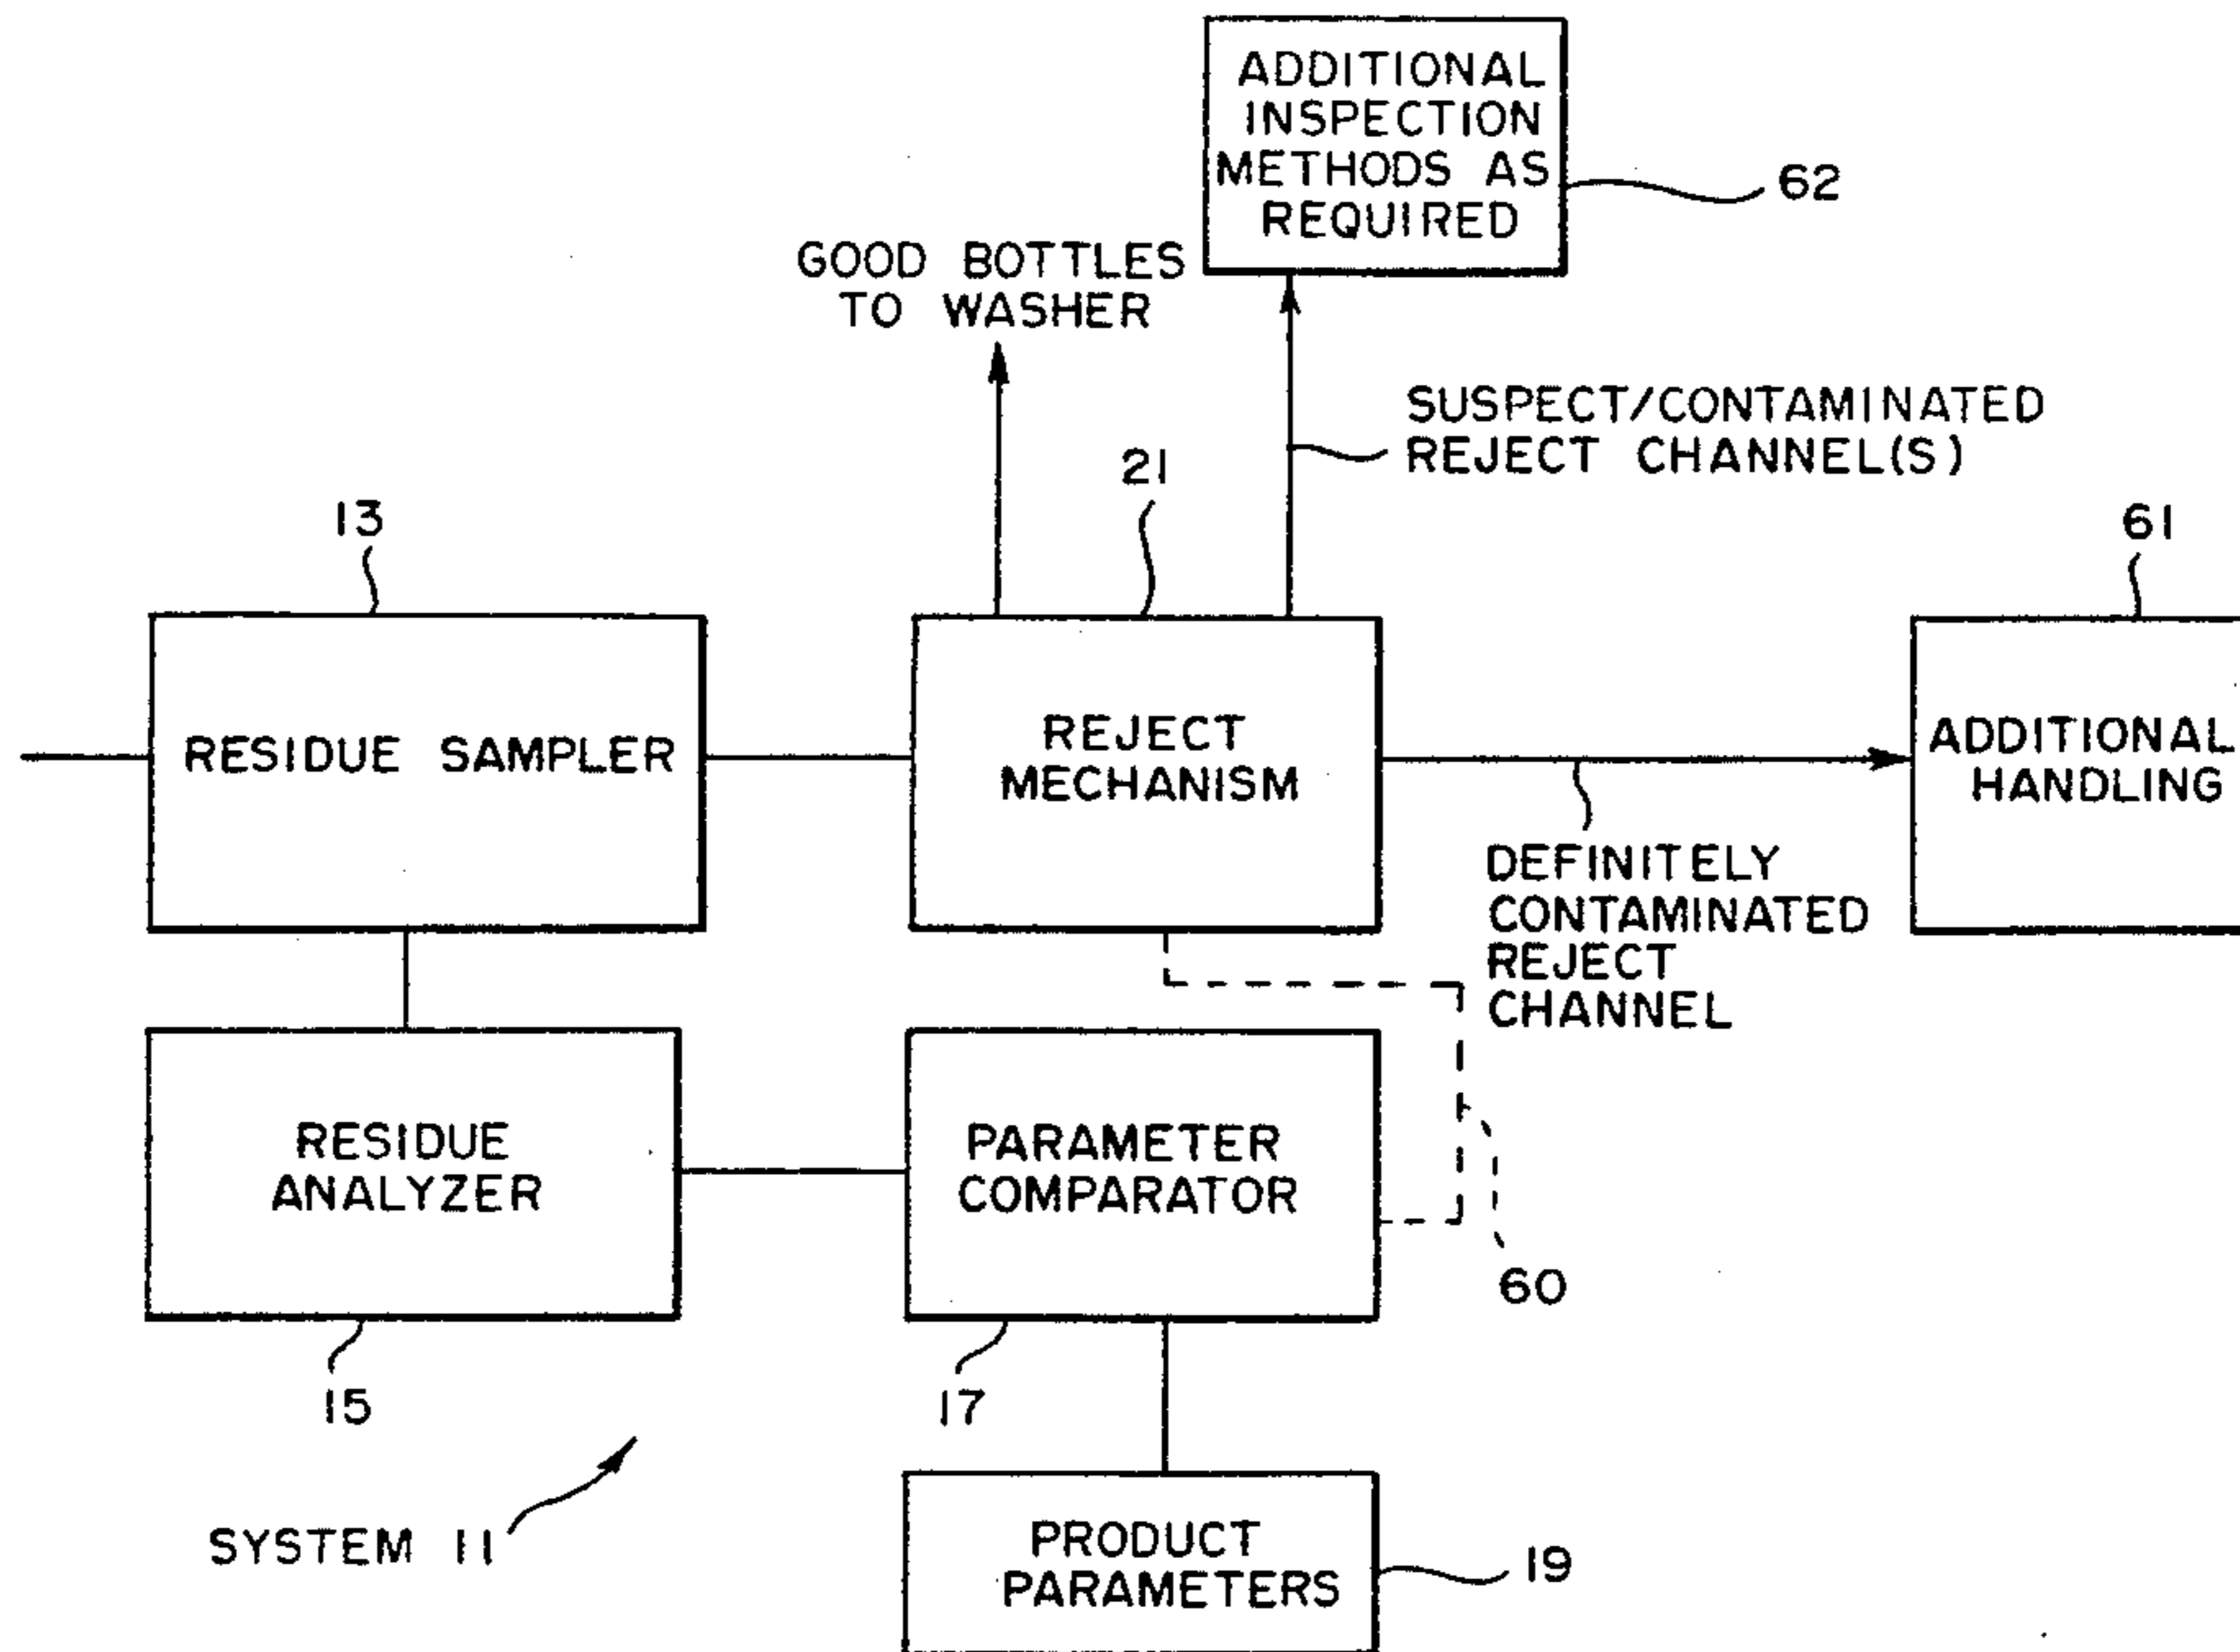 ADDITIONAL
INSPECTION
METHODS AS
REQUIRED
62
GOOD BOTTLES
TO WASHER
SUSPECT/CONTAMINATED
REJECT CHANNEL(S)
21
13
61
RESIDUE SAMPLER
REJECT
MECHANISM
ADDITIONAL
HANDLING
DEFINITELY
CONTAMINATED
REJECT
CHANNEL
RESIDUE
ANALYZER
PARAMETER
COMPARATOR
60
15
17
SYSTEM 11
PRODUCT
PARAMETERS
19